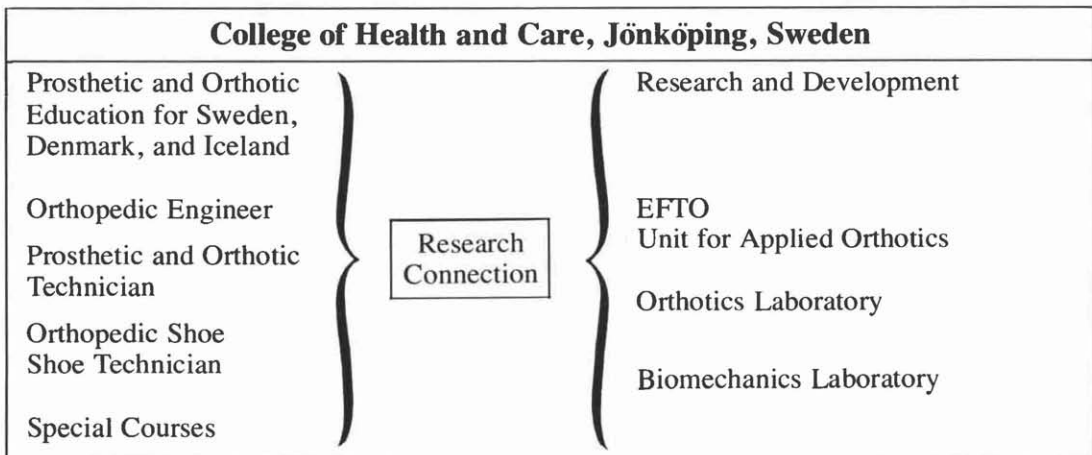 College of Health and Care, Jönköping, Sweden
Prosthetic and Orthotic
Education for Sweden,
Denmark, and Iceland
Orthopedic Engineer
Prosthetic and Orthotic
Technician
Orthopedic Shoe
Shoe Technician
Special Courses
Research
Connection
Research and Development
EFTO
Unit for Applied Orthotics
Orthotics Laboratory
Biomechanics Laboratory